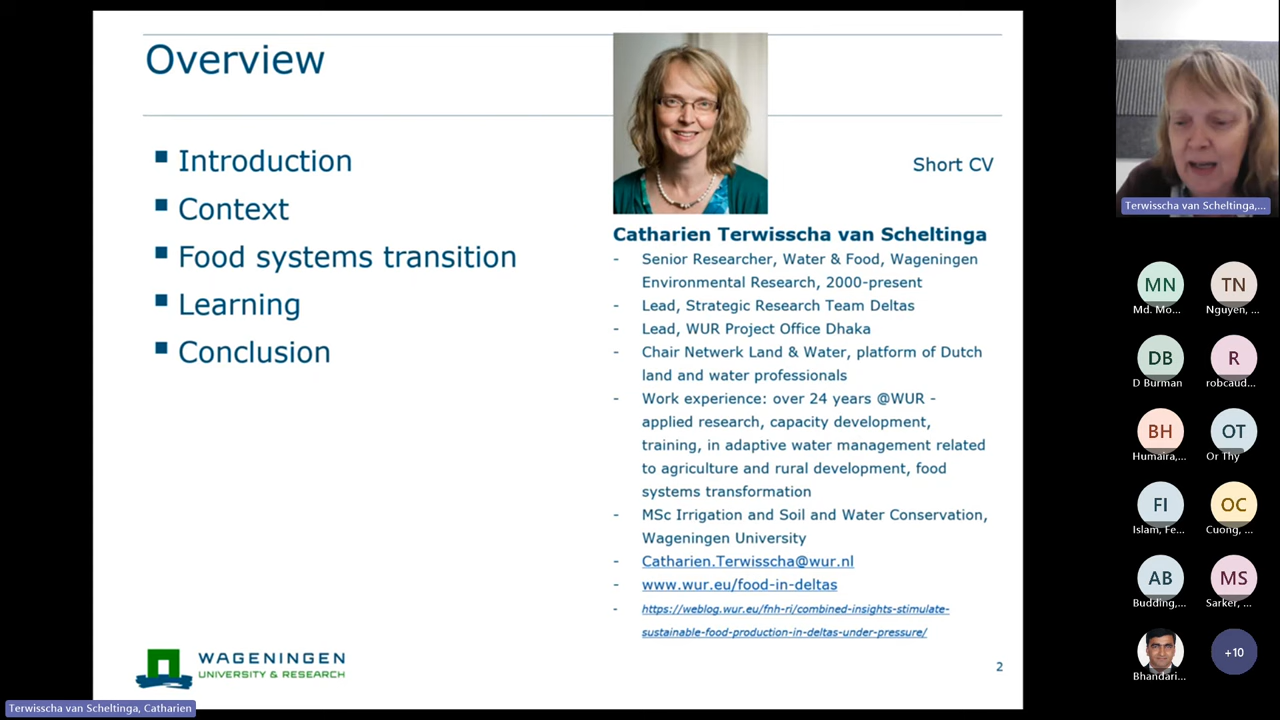 Overview
Introduction
Context
Food systems transition
Learning
Conclusion
Short CV
Catharien Terwisscha van Scheltinga
- Senior Researcher, Water & Food, Wageningen
Environmental Research, 2000-present
- Lead, Strategic Research Team Deltas
- Lead, WUR Project Office Dhaka
- Chair Netwerk Land & Water, platform of Dutch
land and water professionals
- Work experience: over 24 years @WUR -
applied research, capacity development,
training, in adaptive water management related
to agriculture and rural development, food
systems transformation
- MSc Irrigation and Soil and Water Conservation,
Wageningen University
- Catharien.Terwisscha@wur.nl
- www.wur.eu/food-in-deltas
- https://weblog.wur.eu/fnh-ri/combined-insights-stimulate-
sustainable-food-production-in-deltas-under-pressure/
WAGENINGEN
UNIVERSITY & RESEARCH
2
Terwisscha van Scheltinga, Catharien
Terwisscha van Scheltinga,...
MN
Md. Mo...
TN
Nguyen, ...
DB
D Burman
R
robcaud...
BH
Humaira,...
OT
Or Thy
FI
Islam, Fe...
OC
Cuong, ...
AB
Budding,...
MS
Sarker, ...
Bhandari...
+10